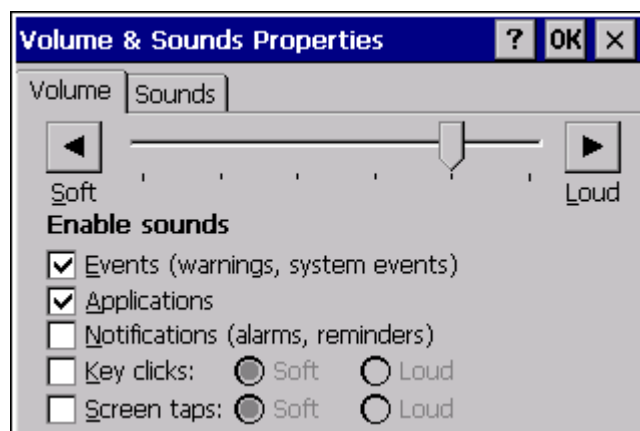 Volume & Sounds Properties ? OK ×
Volume Sounds
Soft Loud
Enable sounds
Events (warnings, system events)
Applications
Notifications (alarms, reminders)
Key clicks: Soft Loud
Screen taps: Soft Loud